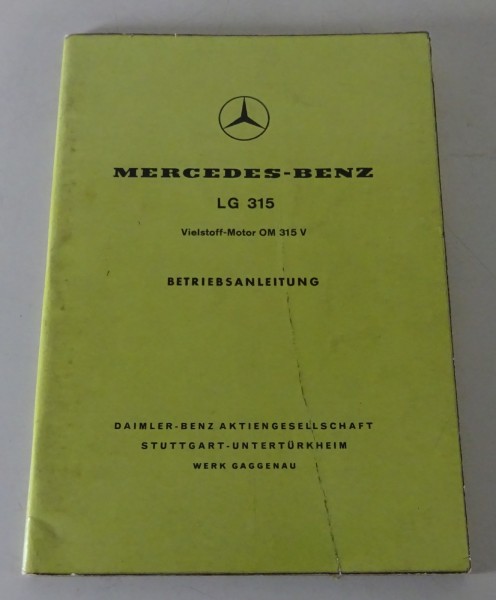 MERCEDES-BENZ
LG 315
Vielstoff-Motor OM 315 V
BETRIEBSANLEITUNG
DAIMLER-BENZ AKTIENGESELLSCHAFT
STUTTGART-UNTERTÜRKHEIM
WERK GAGGENAU